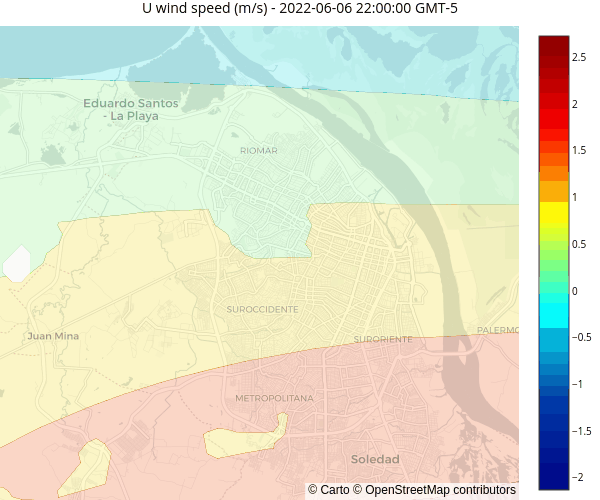 U wind speed (m/s) - 2022-06-06 22:00:00 GMT-5
Eduardo Santos
- La Playa
RIOMAR
SUROCCIDENTE
Juan Mina
SURORIENTE
PALERMO
METROPOLITANA
Soledad
© Carto © OpenStreetMap contributors
2.5
2
1.5
1
0.5
0
−0.5
−1
−1.5
−2